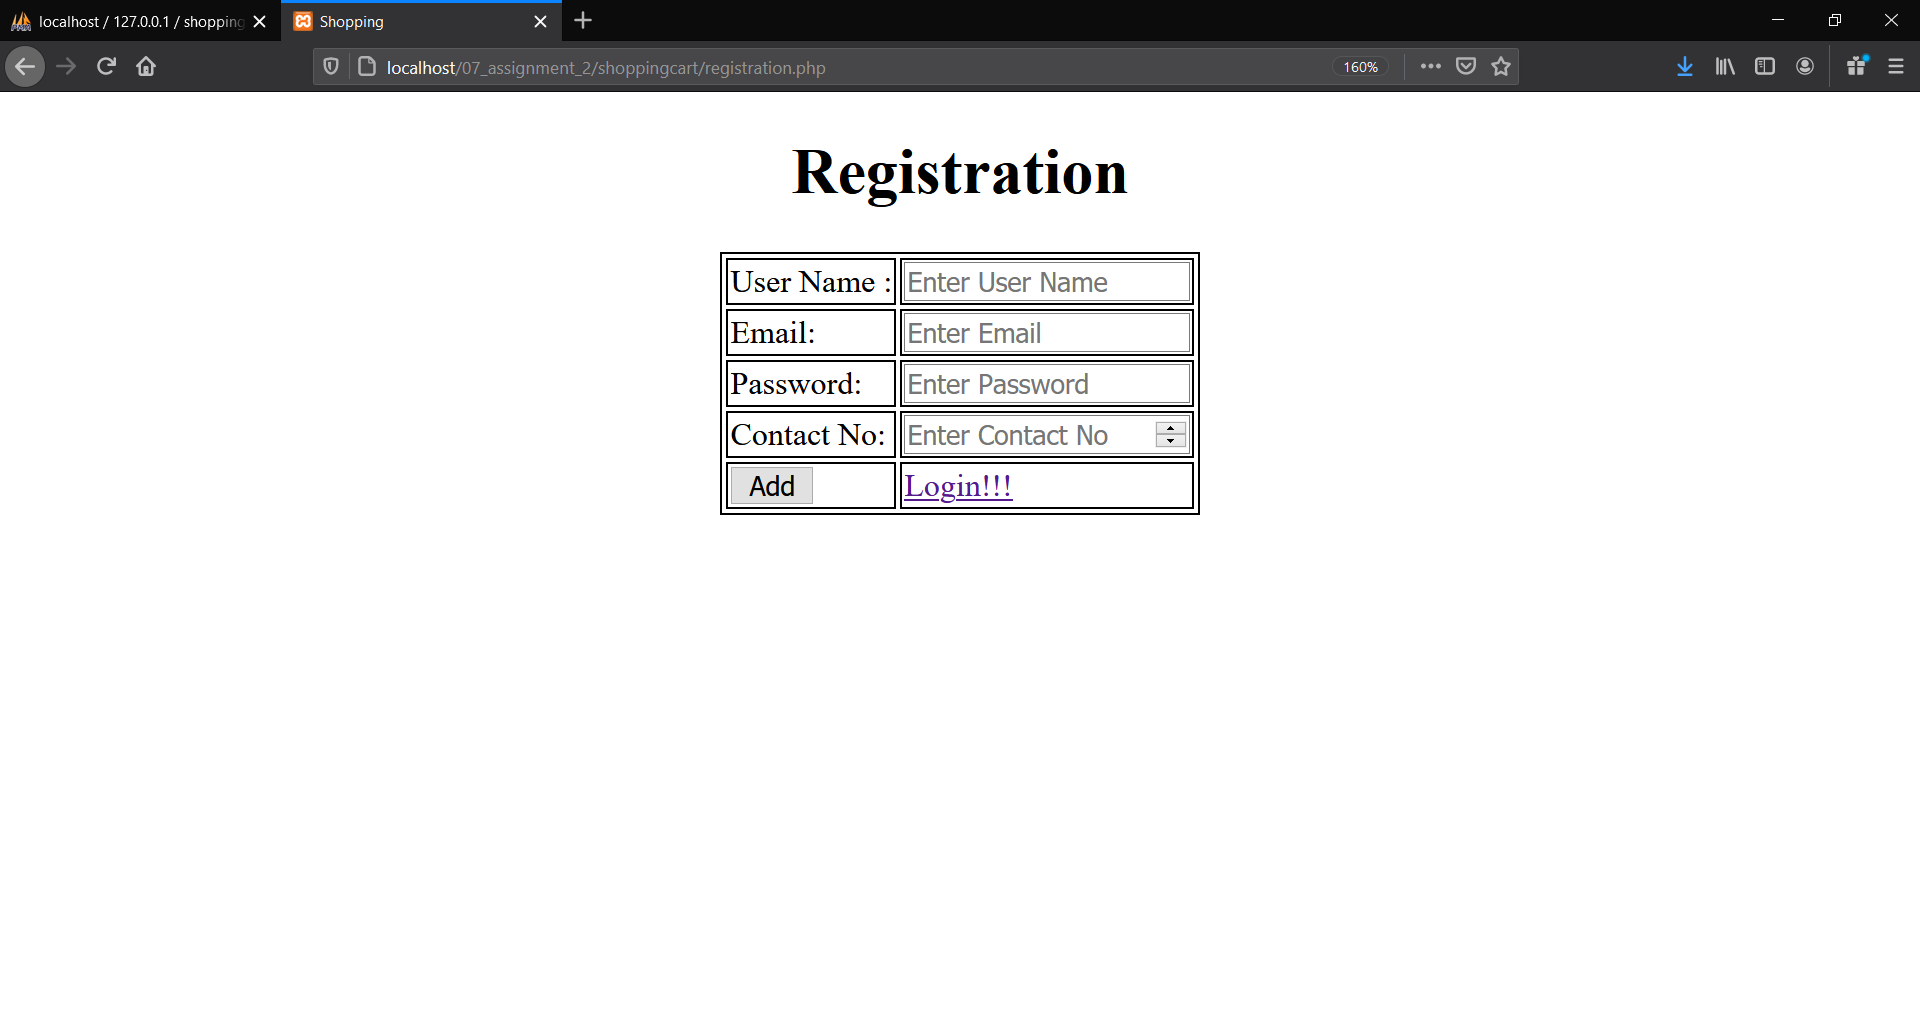 localhost / 127.0.0.1 / shopping
Shopping
localhost/07_assignment_2/shoppingcart/registration.php
160%
Registration
User Name : Enter User Name
Email: Enter Email
Password: Enter Password
Contact No: Enter Contact No
Add Login!!!